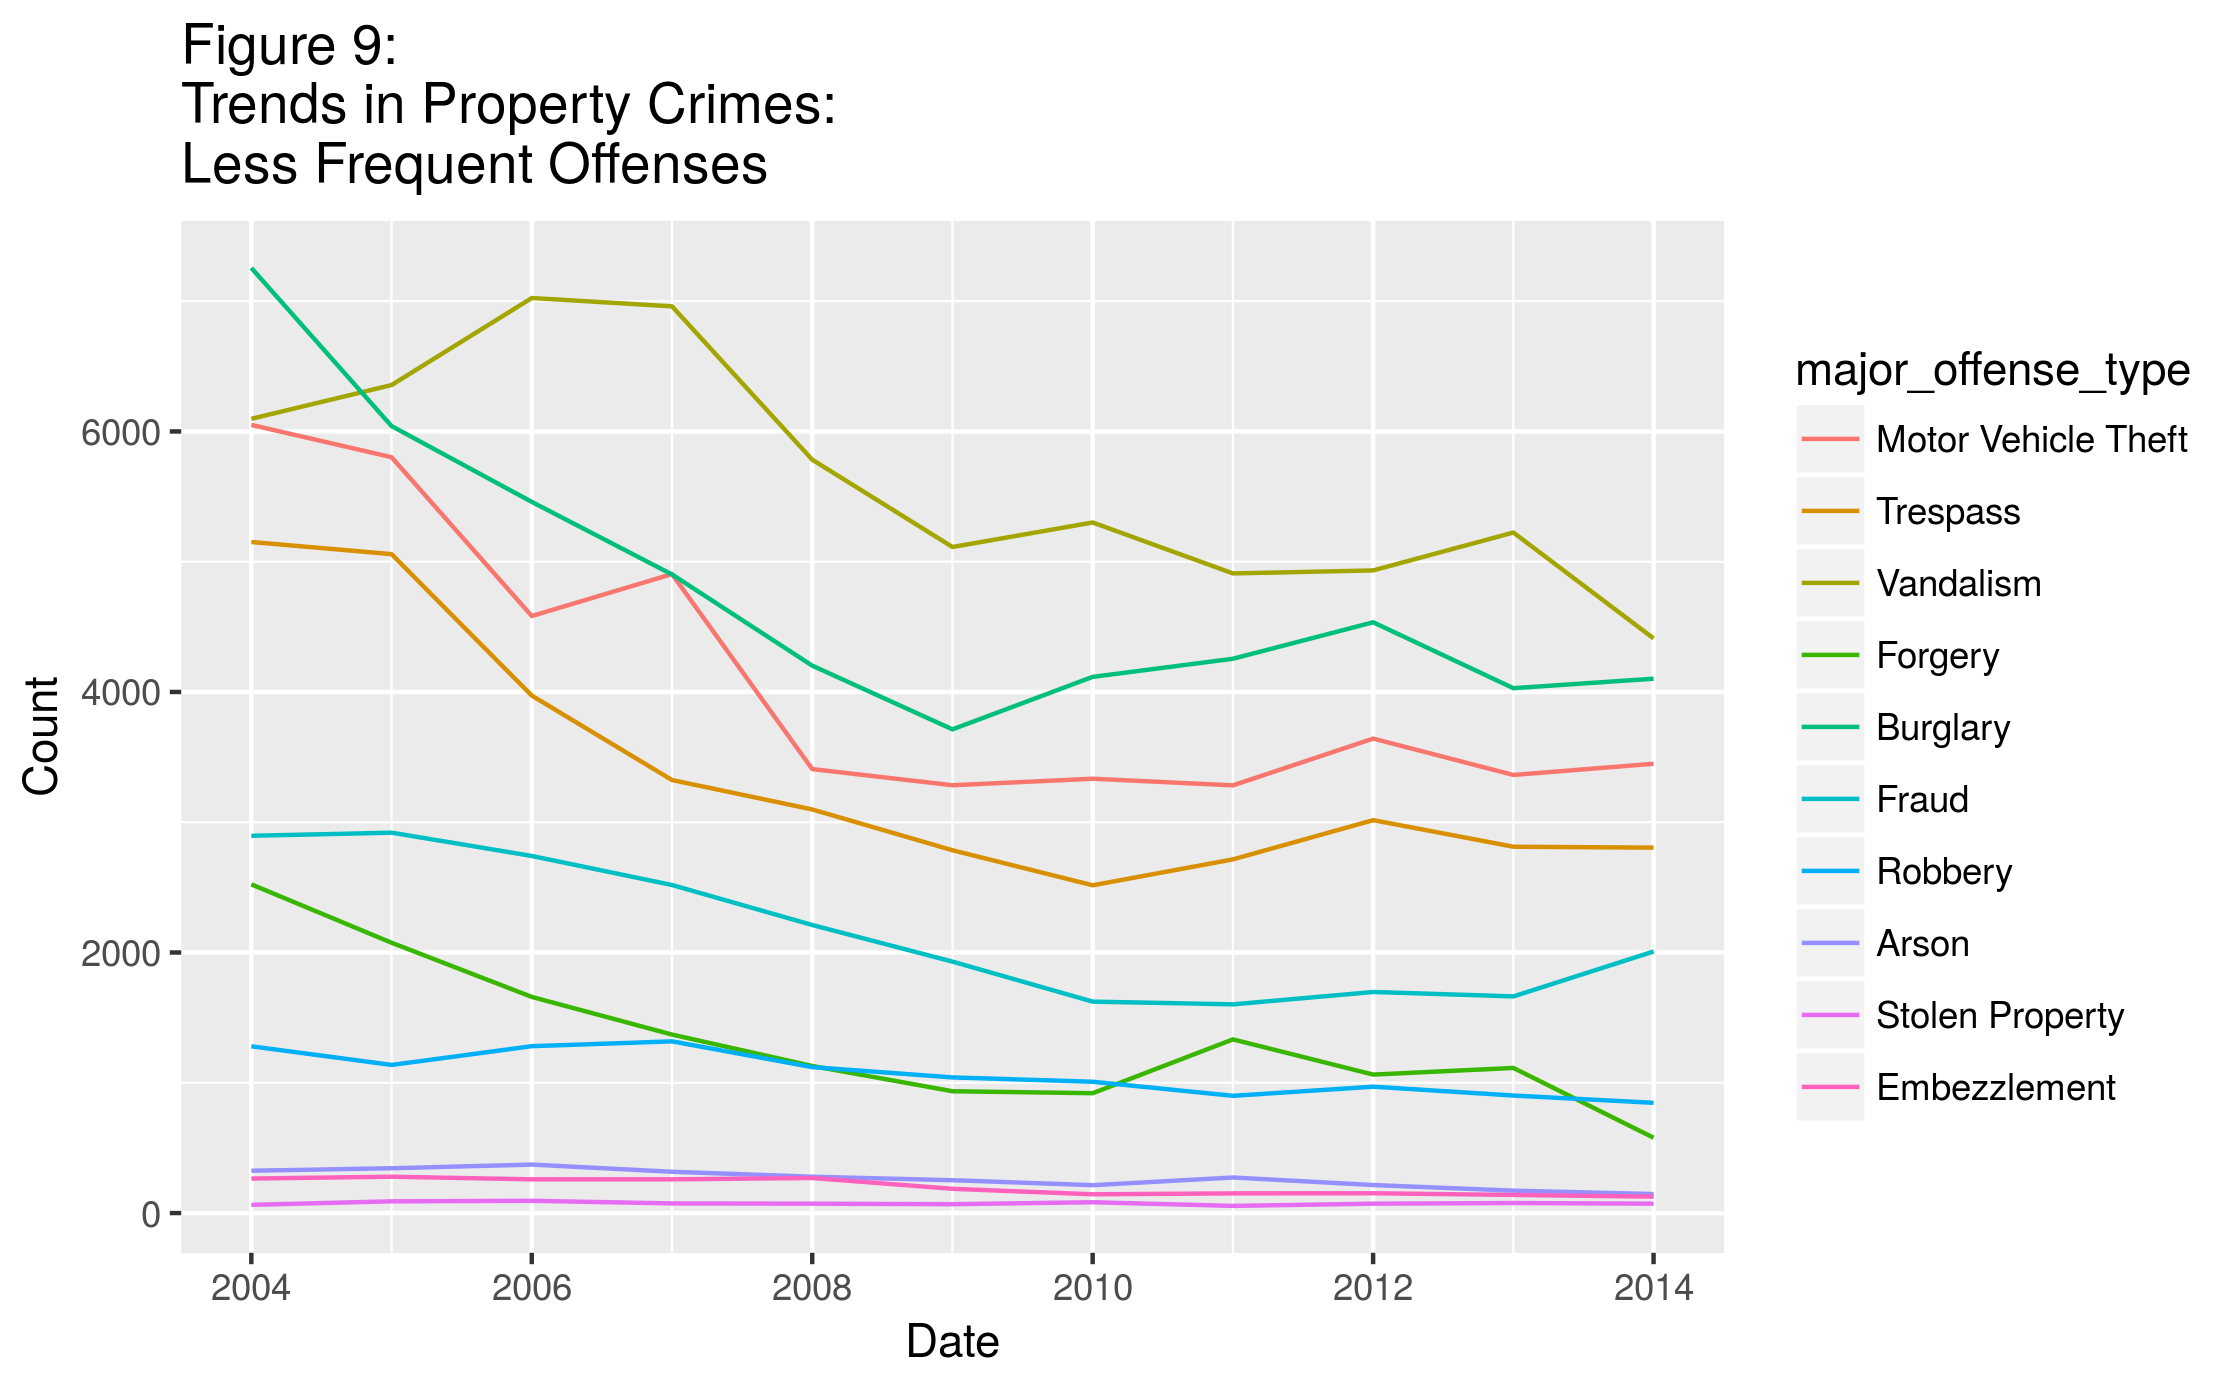 Figure 9:
Trends in Property Crimes:
Less Frequent Offenses
6000
4000
2000
0
Count
2004
2006
2008
2010
2012
2014
Date
major_offense_type
Motor Vehicle Theft
Trespass
Vandalism
Forgery
Burglary
Fraud
Robbery
Arson
Stolen Property
Embezzlement